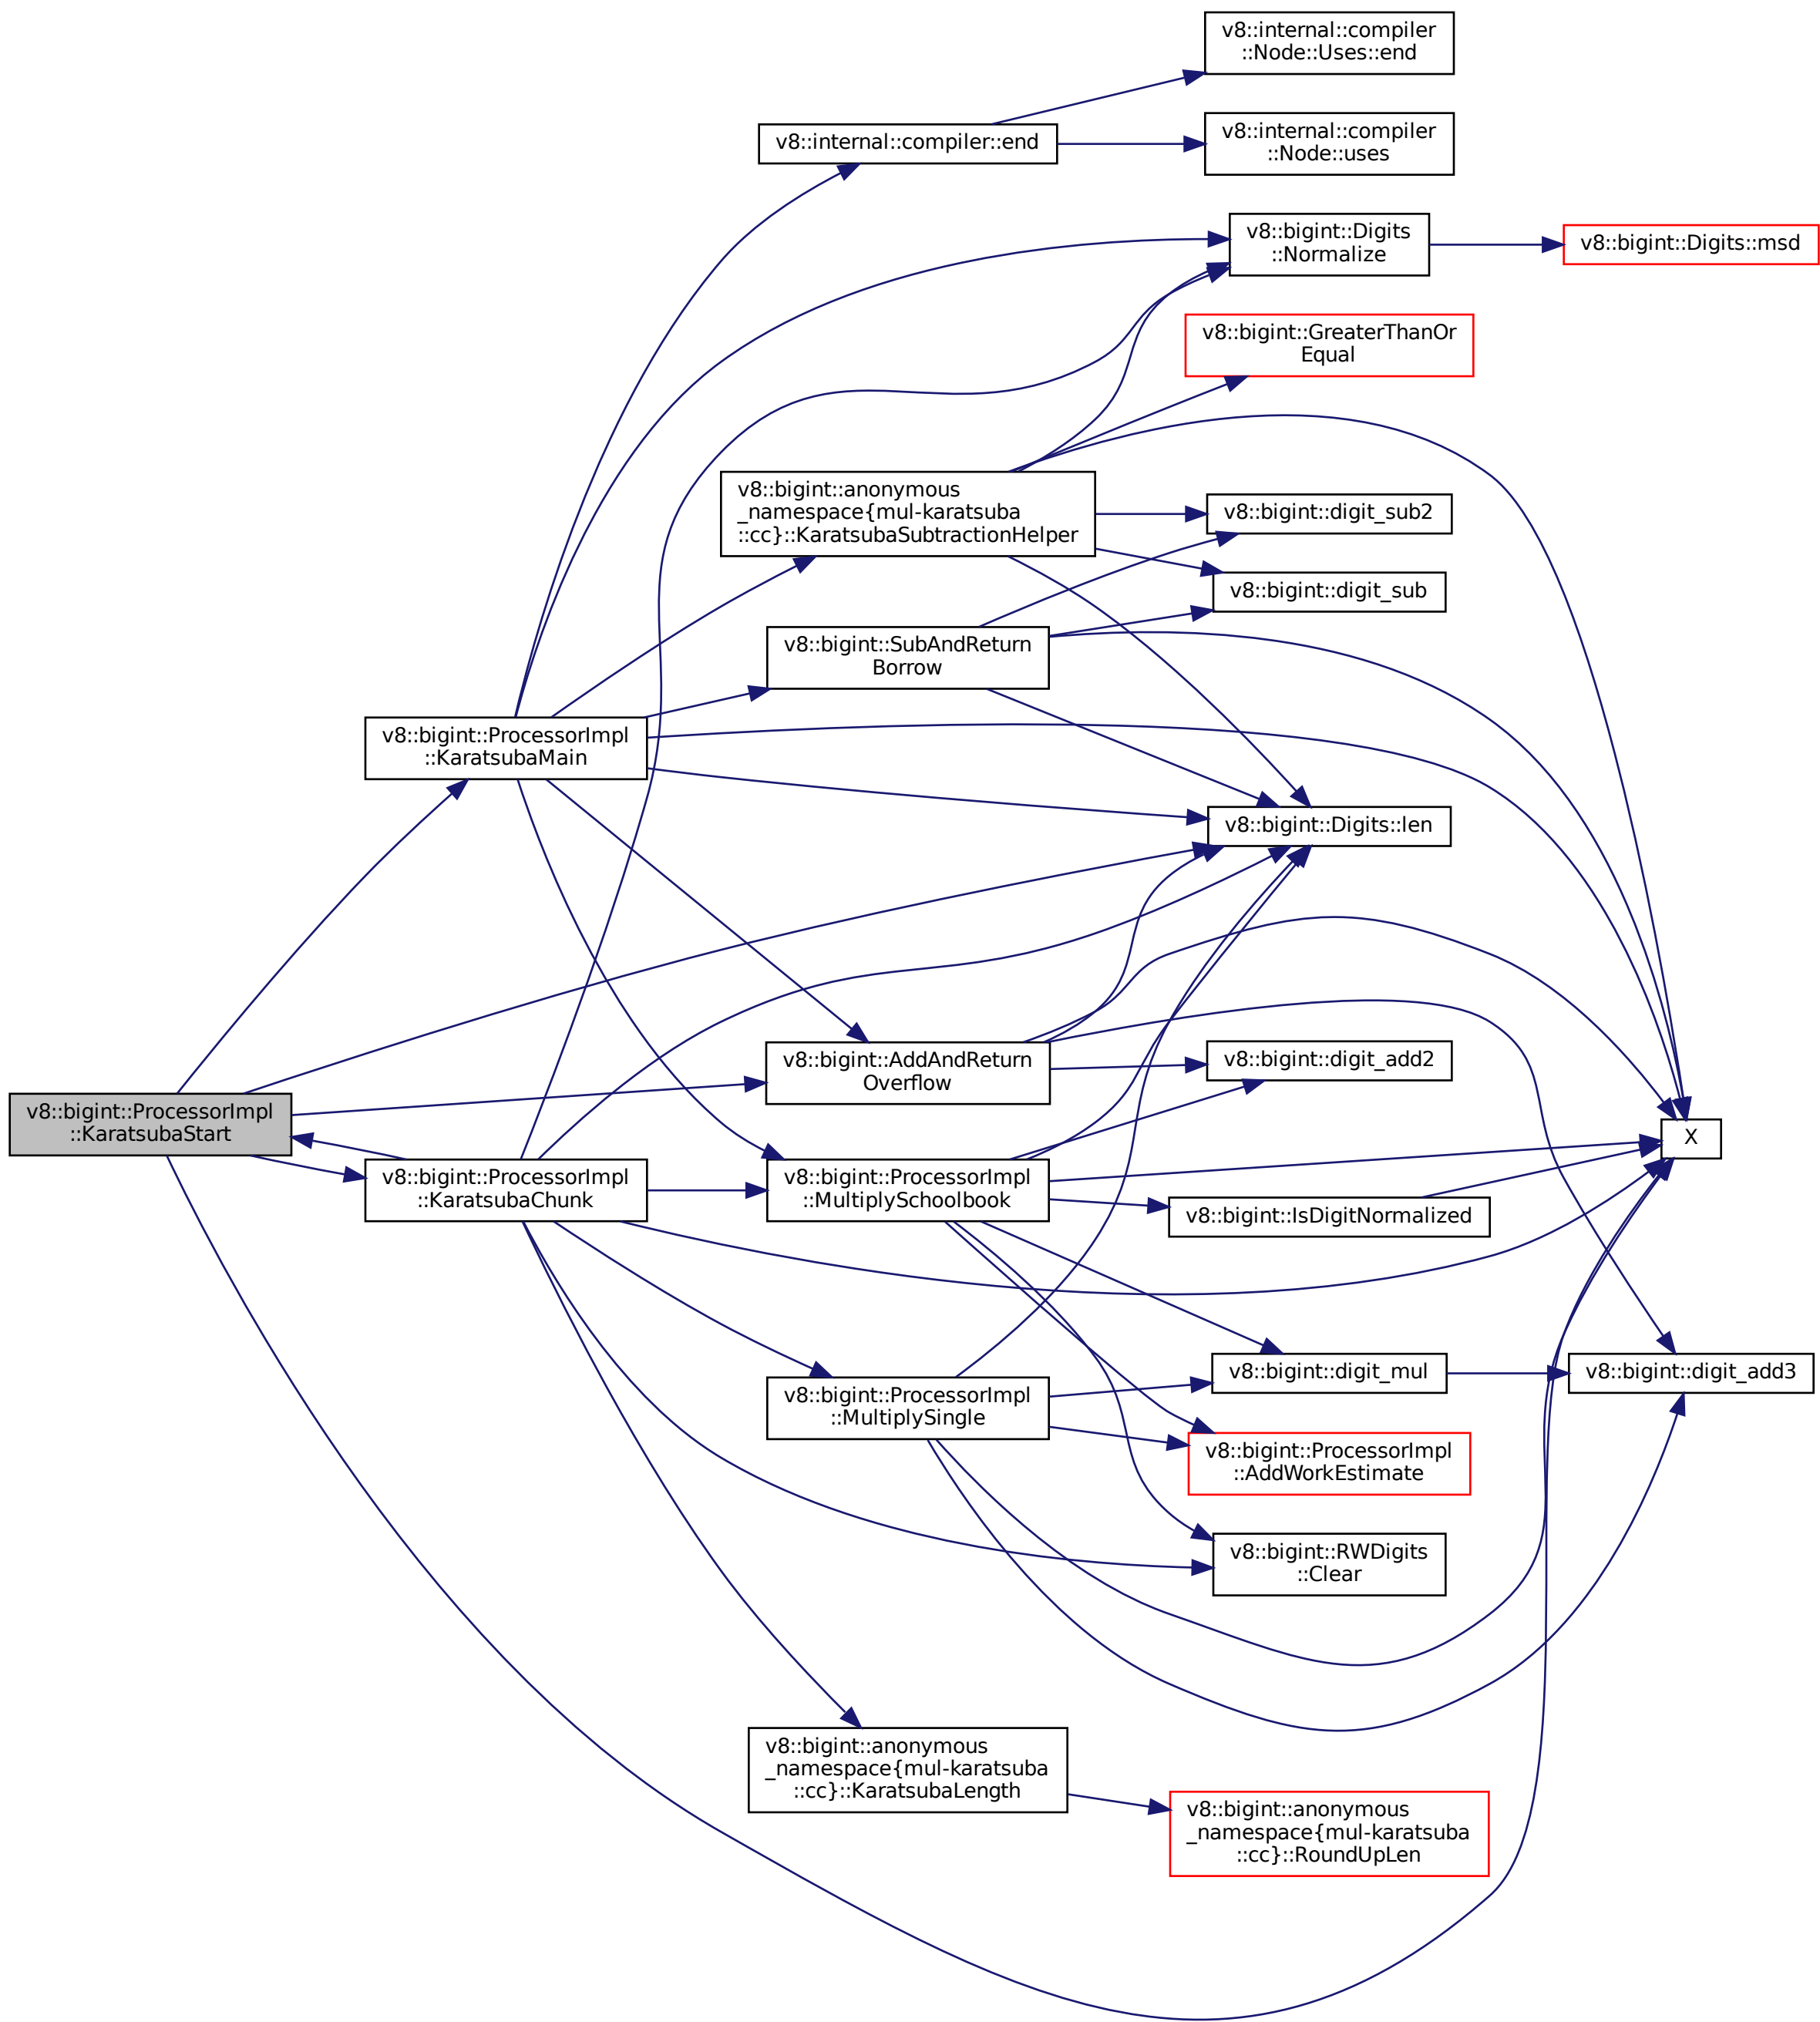 v8::internal::compiler
::Node::Uses::end
v8::internal::compiler::end
v8::internal::compiler
::Node::uses
v8::bigint::Digits
::Normalize
v8::bigint::Digits::msd
v8::bigint::GreaterThanOr
Equal
v8::bigint::anonymous
_namespace{mul-karatsuba
::cc}::KaratsubaSubtractionHelper
v8::bigint::digit_sub2
v8::bigint::digit_sub
v8::bigint::SubAndReturn
Borrow
v8::bigint::ProcessorImpl
::KaratsubaMain
v8::bigint::Digits::len
v8::bigint::AddAndReturn
Overflow
v8::bigint::digit_add2
v8::bigint::ProcessorImpl
::KaratsubaStart
X
v8::bigint::ProcessorImpl
::KaratsubaChunk
v8::bigint::ProcessorImpl
::MultiplySchoolbook
v8::bigint::IsDigitNormalized
v8::bigint::digit_mul
v8::bigint::digit_add3
v8::bigint::ProcessorImpl
::MultiplySingle
v8::bigint::ProcessorImpl
::AddWorkEstimate
v8::bigint::RWDigits
::Clear
v8::bigint::anonymous
_namespace{mul-karatsuba
::cc}::KaratsubaLength
v8::bigint::anonymous
_namespace{mul-karatsuba
::cc}::RoundUpLen